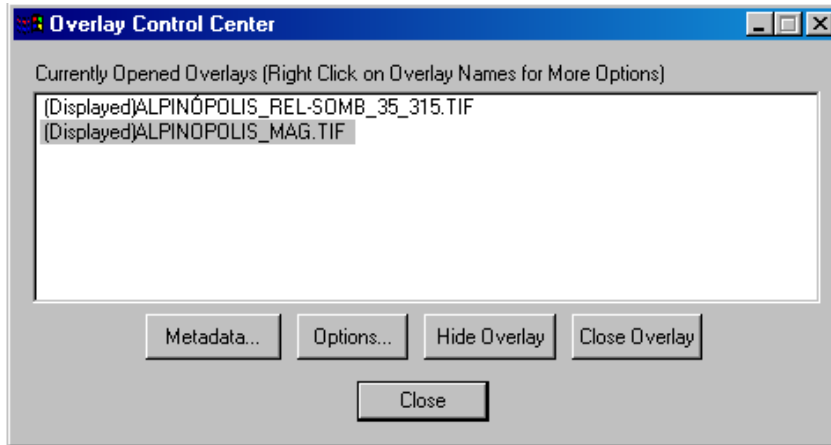 Overlay Control Center
Currently Opened Overlays (Right Click on Overlay Names for More Options)
(Displayed)ALPINÓPOLIS_REL-SOMB_35_315.TIF
(Displayed)ALPINOPOLIS_MAG.TIF
Metadata... Options... Hide Overlay Close Overlay
Close